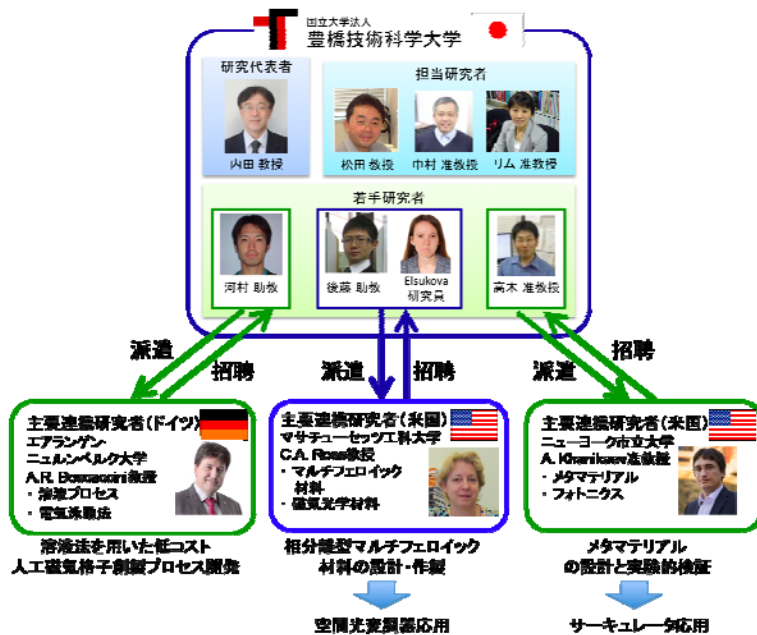 国立大学法人
豊橋技術科学大学
研究代表者
内田 教授
担当研究者
松田 教授
中村 准教授
リム 准教授
若手研究者
河村 助教
後藤 助教
Elsukova
研究員
高木 准教授
派遣
招聘
派遣
招聘
派遣
招聘
主要連携研究者(ドイツ)
エアランゲン・
ニュルンベルク大学
A.R. Boccaccini教授
・溶液プロセス
・電気泳動法
主要連携研究者(米国)
マサチューセッツ工科大学
C.A. Ross教授
・マルチフェロイック
材料
・磁気光学材料
主要連携研究者(米国)
ニューヨーク市立大学
A. Khanikaev准教授
・メタマテリアル
・フォトニクス
溶液法を用いた低コスト
人工磁気格子創製プロセス開発
相分離型マルチフェロイック
材料の設計・作製
空間光変調器応用
メタマテリアル
の設計と実験的検証
サーキュレータ応用